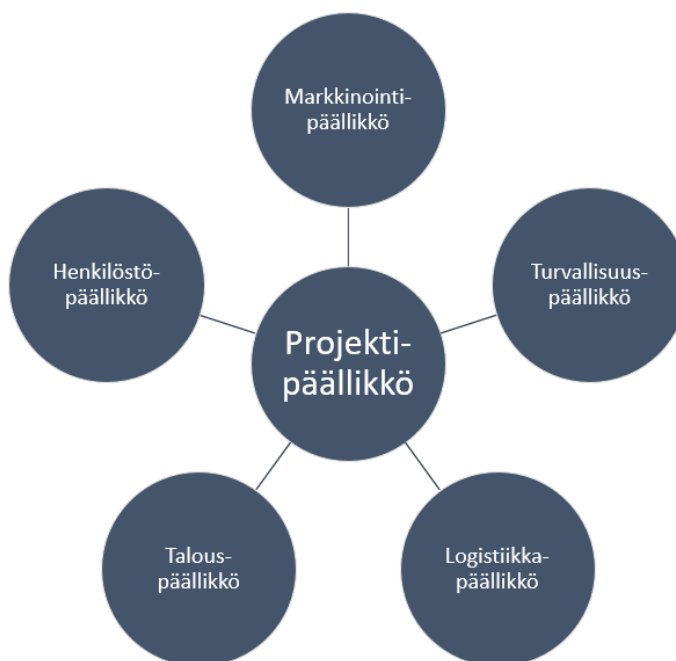 Markkinointi-
päällikkö
Henkilöstö-
päällikkö
Turvallisuus-
päällikkö
Projekti-
päällikkö
Talous-
päällikkö
Logistiikka-
päällikkö